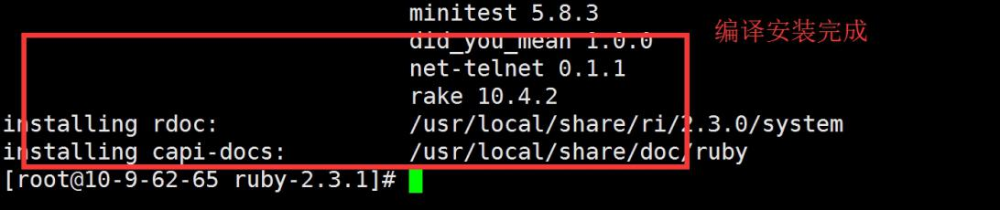 minitest 5.8.3
编译安装完成
did_you_mean 1.0.0
net-telnet 0.1.1
rake 10.4.2
installing rdoc: /usr/local/share/ri/2.3.0/system
installing capi-docs: /usr/local/share/doc/ruby
[root@10-9-62-65 ruby-2.3.1]#